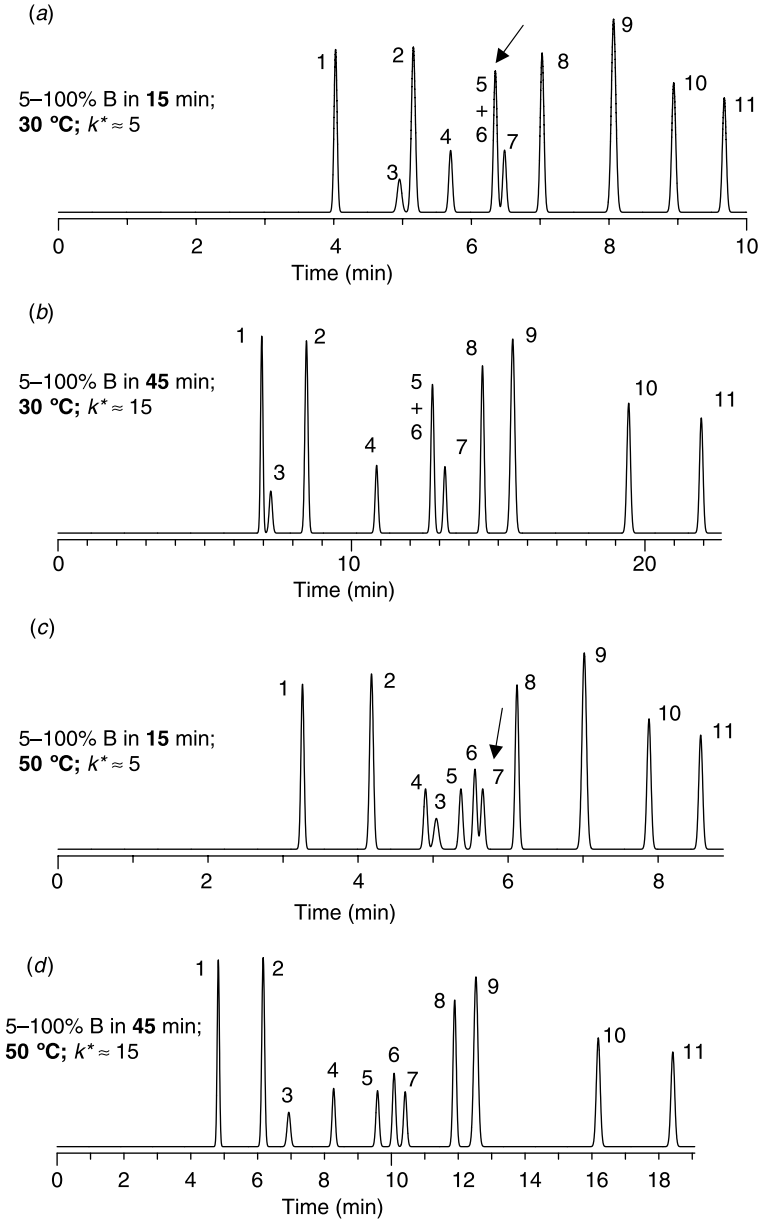 (a)
5–100% B in 15 min;
30 ºC; k* ≈ 5
1
2
3
4
5
+
6
7
8
9
10
11
0 2 4 6 8 10
Time (min)
(b)
5–100% B in 45 min;
30 ºC; k* ≈ 15
1
3
2
4
5
+
6
7
8
9
10
11
0 10 20
Time (min)
(c)
5–100% B in 15 min;
50 ºC; k* ≈ 5
1
2
4
3
5
6
7
8
9
10
11
0 2 4 6 8
Time (min)
(d)
5–100% B in 45 min;
50 ºC; k* ≈ 15
1
2
3
4
5
6
7
8
9
10
11
0 2 4 6 8 10 12 14 16 18
Time (min)